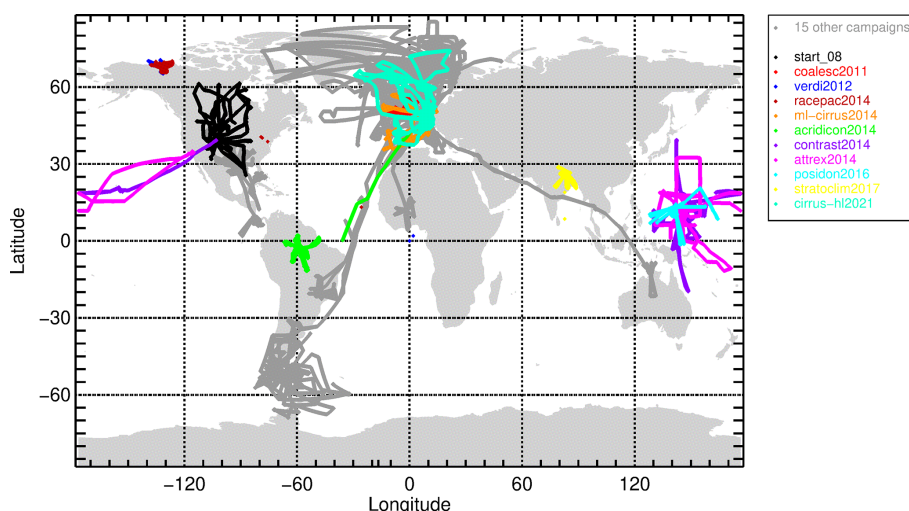 15 other campaigns
start_08
coalesc2011
verdi2012
racepac2014
ml-cirrus2014
acridicon2014
contrast2014
attrex2014
posidon2016
stratoclim2017
cirrus-hl2021
60
30
0
−30
−60
Latitude
−120
−60
0
60
120
Longitude